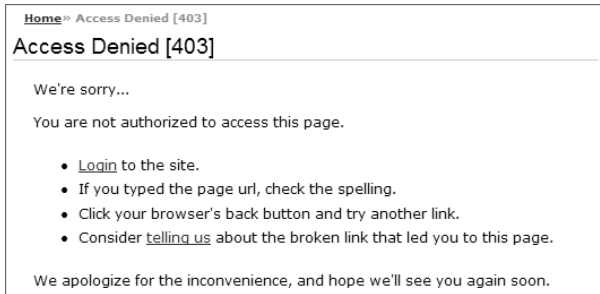 Home» Access Denied [403]
Access Denied [403]
We're sorry...
You are not authorized to access this page.
• Login to the site.
• If you typed the page url, check the spelling.
• Click your browser's back button and try another link.
• Consider telling us about the broken link that led you to this page.
We apologize for the inconvenience, and hope we'll see you again soon.